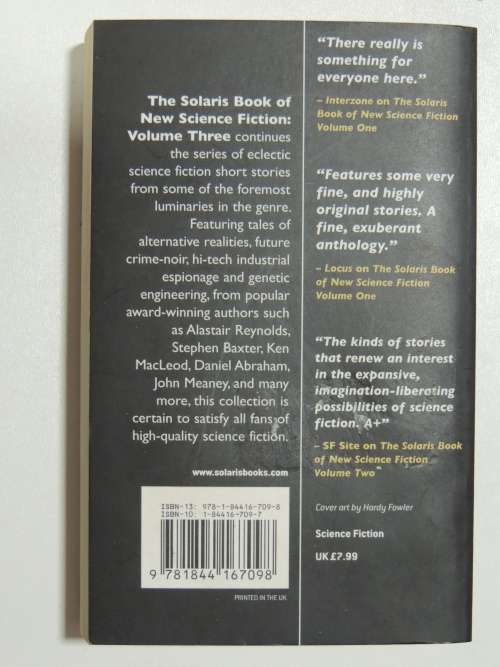 The Solaris Book of
New Science Fiction:
Volume Three continues
the series of eclectic
science fiction short stories
from some of the foremost
luminaries in the genre.
Featuring tales of
alternative realities, future
crime-noir, hi-tech industrial
espionage and genetic
engineering, from popular
award-winning authors such
as Alastair Reynolds,
Stephen Baxter, Ken
MacLeod, Daniel Abraham,
John Meaney, and many
more, this collection is
certain to satisfy all fans of
high-quality science fiction.
www.solarisbooks.com
ISBN-13: 978-1-84416-709-8
ISBN-10: 1-84416-709-7
9 781844 167098
PRINTED IN THE UK
“There really is
something for
everyone here.”
– Interzone on The Solaris
Book of New Science Fiction
Volume One
“Features some very
fine, and highly
original stories. A
fine, exuberant
anthology.”
– Locus on The Solaris Book
of New Science Fiction
Volume One
“The kinds of stories
that renew an interest
in the expansive,
imagination-liberating
possibilities of science
fiction. A+”
– SF Site on The Solaris Book
of New Science Fiction
Volume Two
Cover art by Hardy Fowler
Science Fiction
UK £7.99